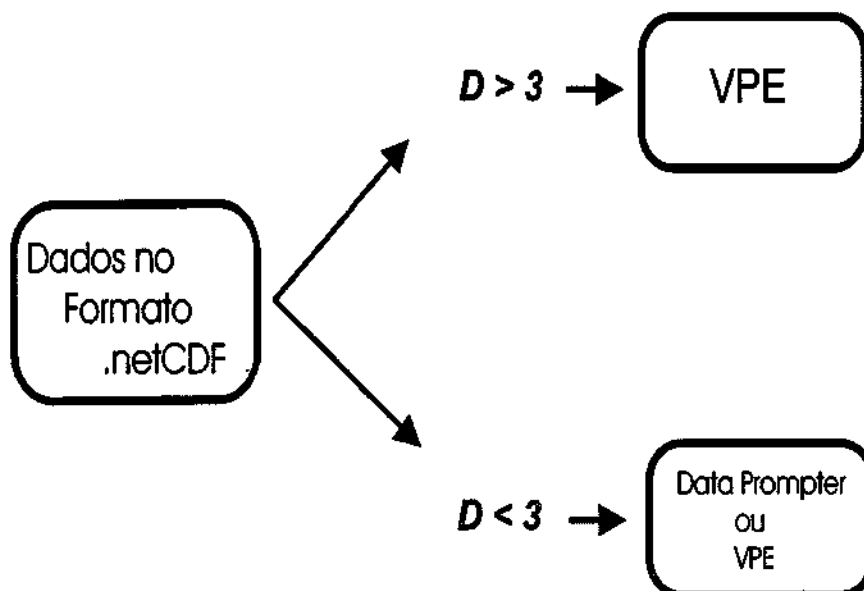 D > 3
VPE
Dados no
Formato
.netCDF
D < 3
Data Prompter
ou
VPE